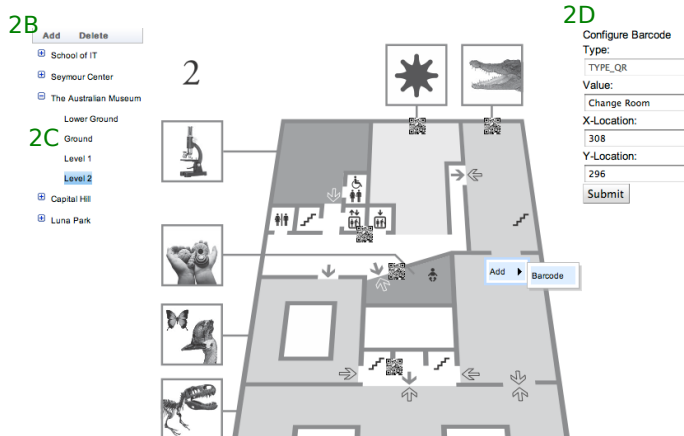 2B
Add Delete
School of IT
Seymour Center
The Australian Museum
Lower Ground
2C
Ground
Level 1
Level 2
Capital Hill
Luna Park
2
Add
Barcode
2D
Configure Barcode
Type:
TYPE_QR
Value:
Change Room
X-Location:
308
Y-Location:
296
Submit